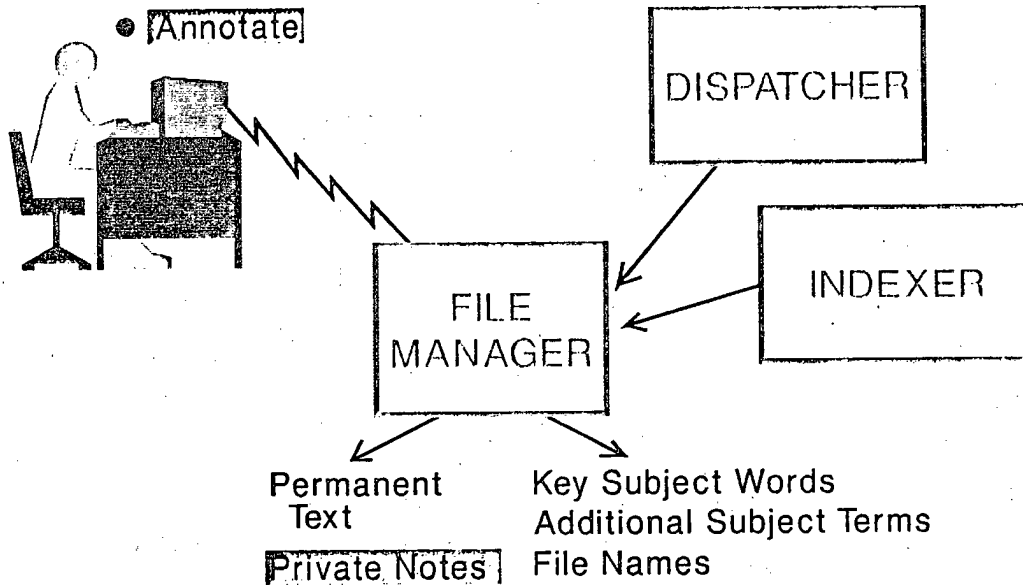 Annotate
DISPATCHER
INDEXER
FILE
MANAGER
Permanent
Text
Private Notes
Key Subject Words
Additional Subject Terms
File Names